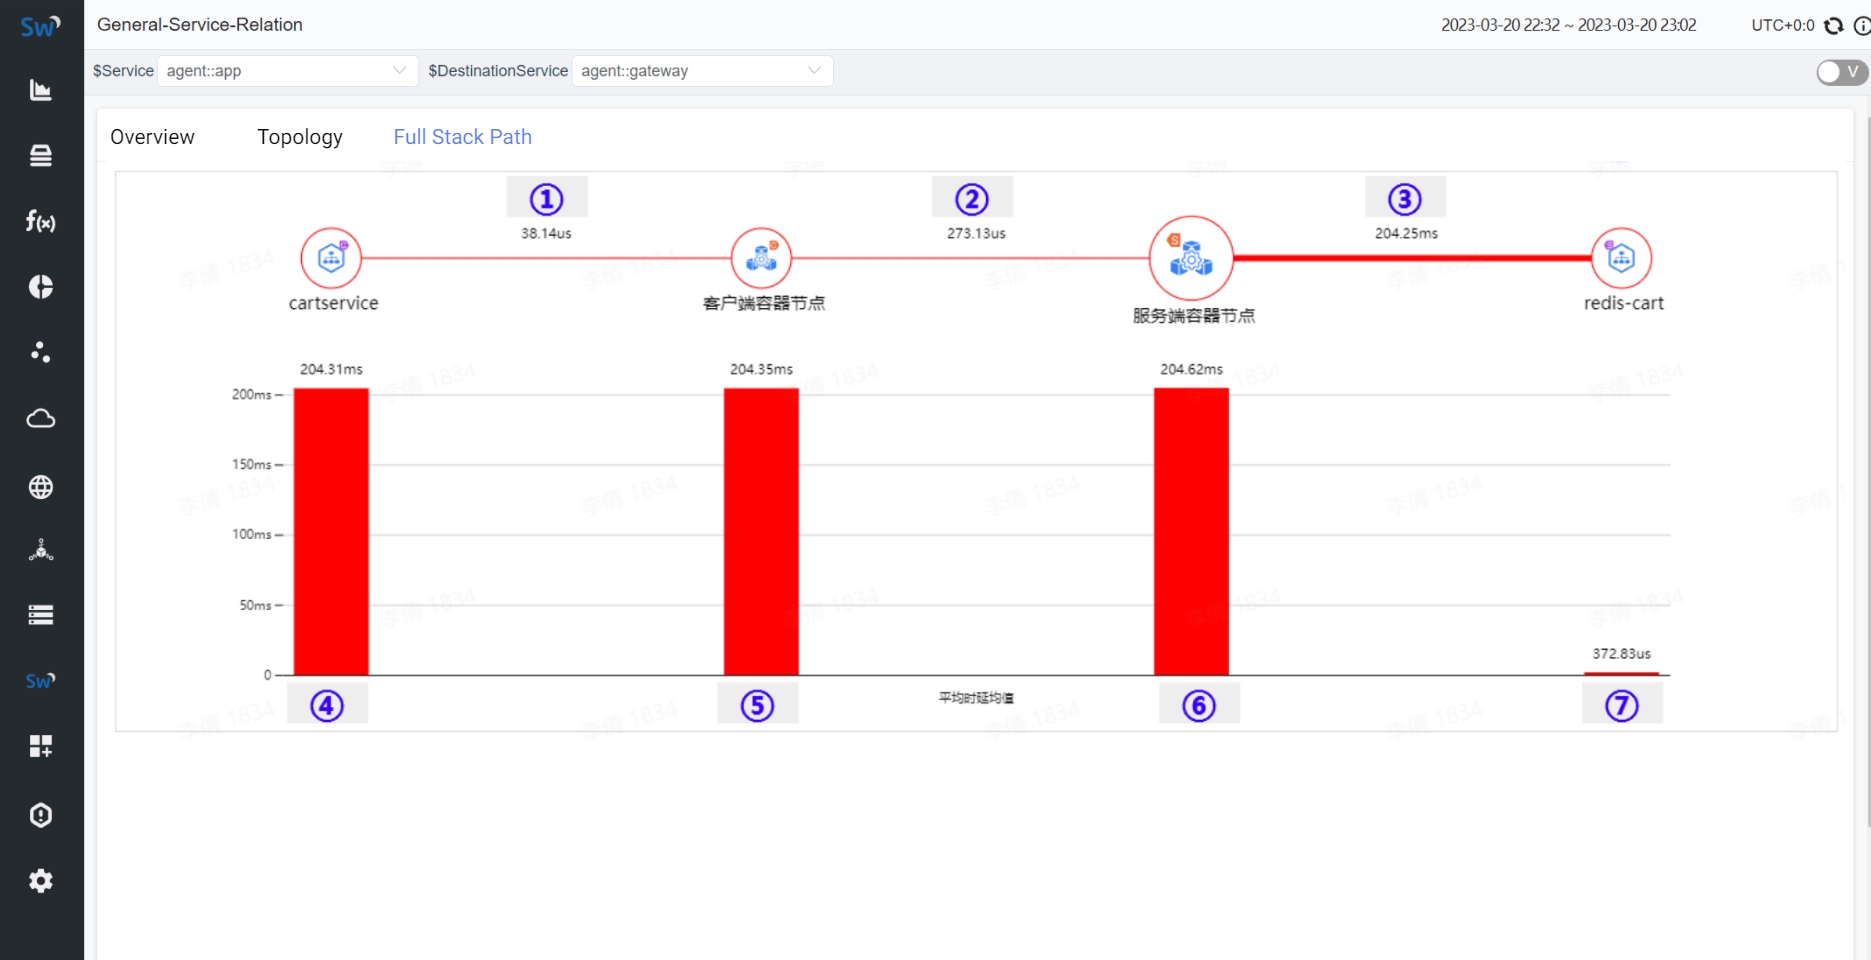 Sw
General-Service-Relation
2023-03-20 22:32 ~ 2023-03-20 23:02
UTC+0:0
$Service
agent::app
$DestinationService
agent::gateway
V
f(x)
Sw
Overview
Topology
Full Stack Path
①
②
③
38.14us
273.13us
204.25ms
cartservice
客户端容器节点
服务端容器节点
redis-cart
204.31ms
204.35ms
204.62ms
372.83us
200ms
150ms
100ms
50ms
0
平均时延均值
④
⑤
⑥
⑦
李倩 1834